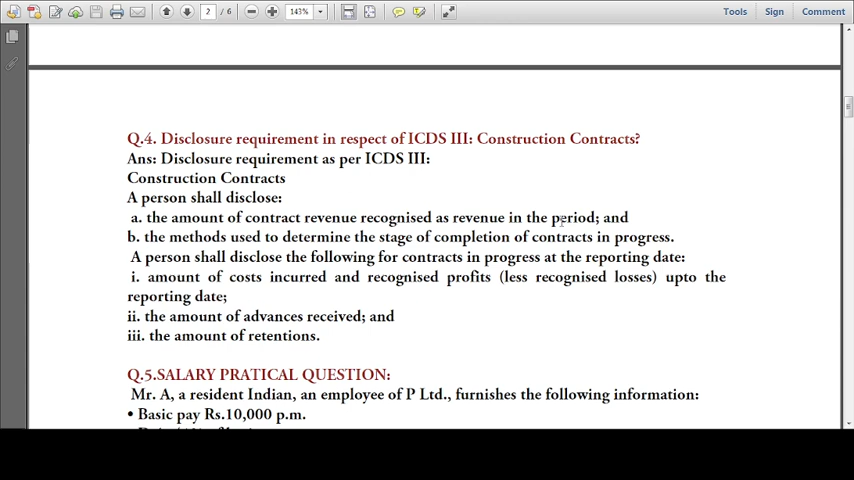 Tools Sign Comment
2 / 6 143%
Q.4. Disclosure requirement in respect of ICDS III: Construction Contracts?
Ans: Disclosure requirement as per ICDS III:
Construction Contracts
A person shall disclose:
a. the amount of contract revenue recognised as revenue in the period; and
b. the methods used to determine the stage of completion of contracts in progress.
A person shall disclose the following for contracts in progress at the reporting date:
i. amount of costs incurred and recognised profits (less recognised losses) upto the
reporting date;
ii. the amount of advances received; and
iii. the amount of retentions.
Q.5.SALARY PRATICAL QUESTION:
Mr. A, a resident Indian, an employee of P Ltd., furnishes the following information:
• Basic pay Rs.10,000 p.m.